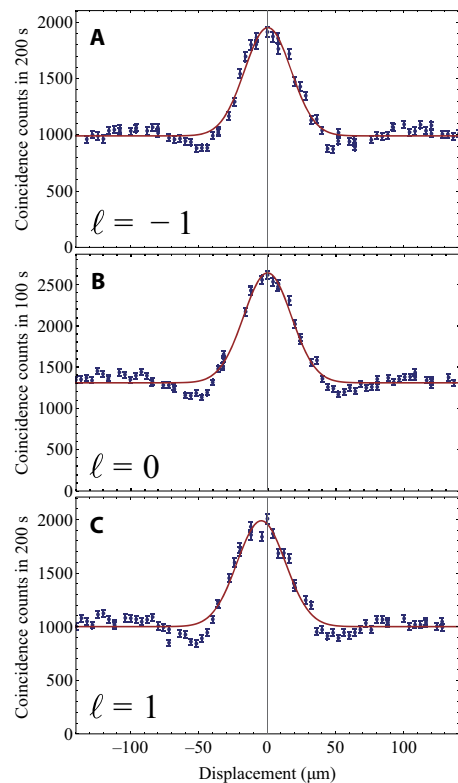 A
Coincidence counts in 200 s
2000
1500
1000
500
0
ℓ = − 1
B
Coincidence counts in 100 s
2500
2000
1500
1000
500
0
ℓ = 0
C
Coincidence counts in 200 s
2000
1500
1000
500
0
ℓ = 1
−100 −50 0 50 100
Displacement (μm)